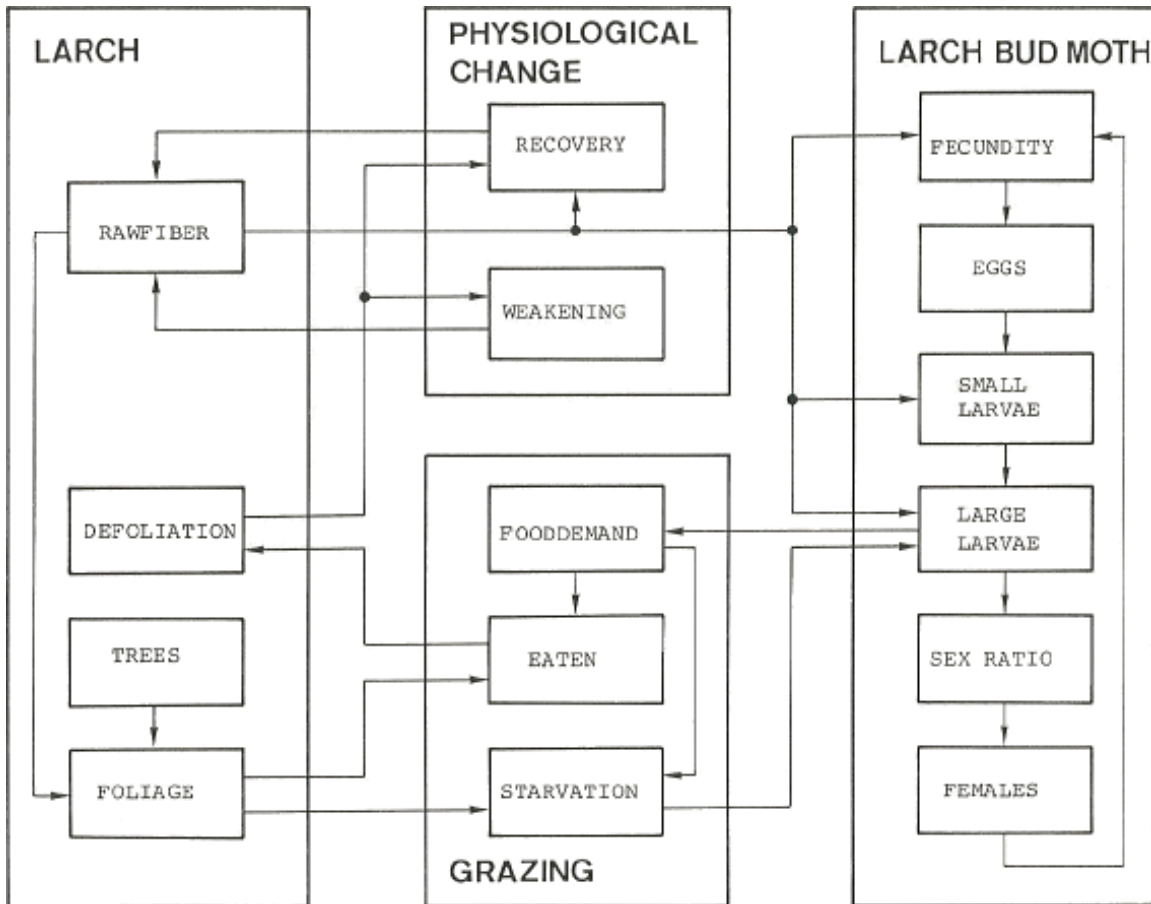 LARCH
RAWFIBER
DEFOLIATION
TREES
FOLIAGE
PHYSIOLOGICAL
CHANGE
RECOVERY
WEAKENING
FOODDEMAND
EATEN
STARVATION
GRAZING
LARCH BUD MOTH
FECUNDITY
EGGS
SMALL
LARVAE
LARGE
LARVAE
SEX RATIO
FEMALES